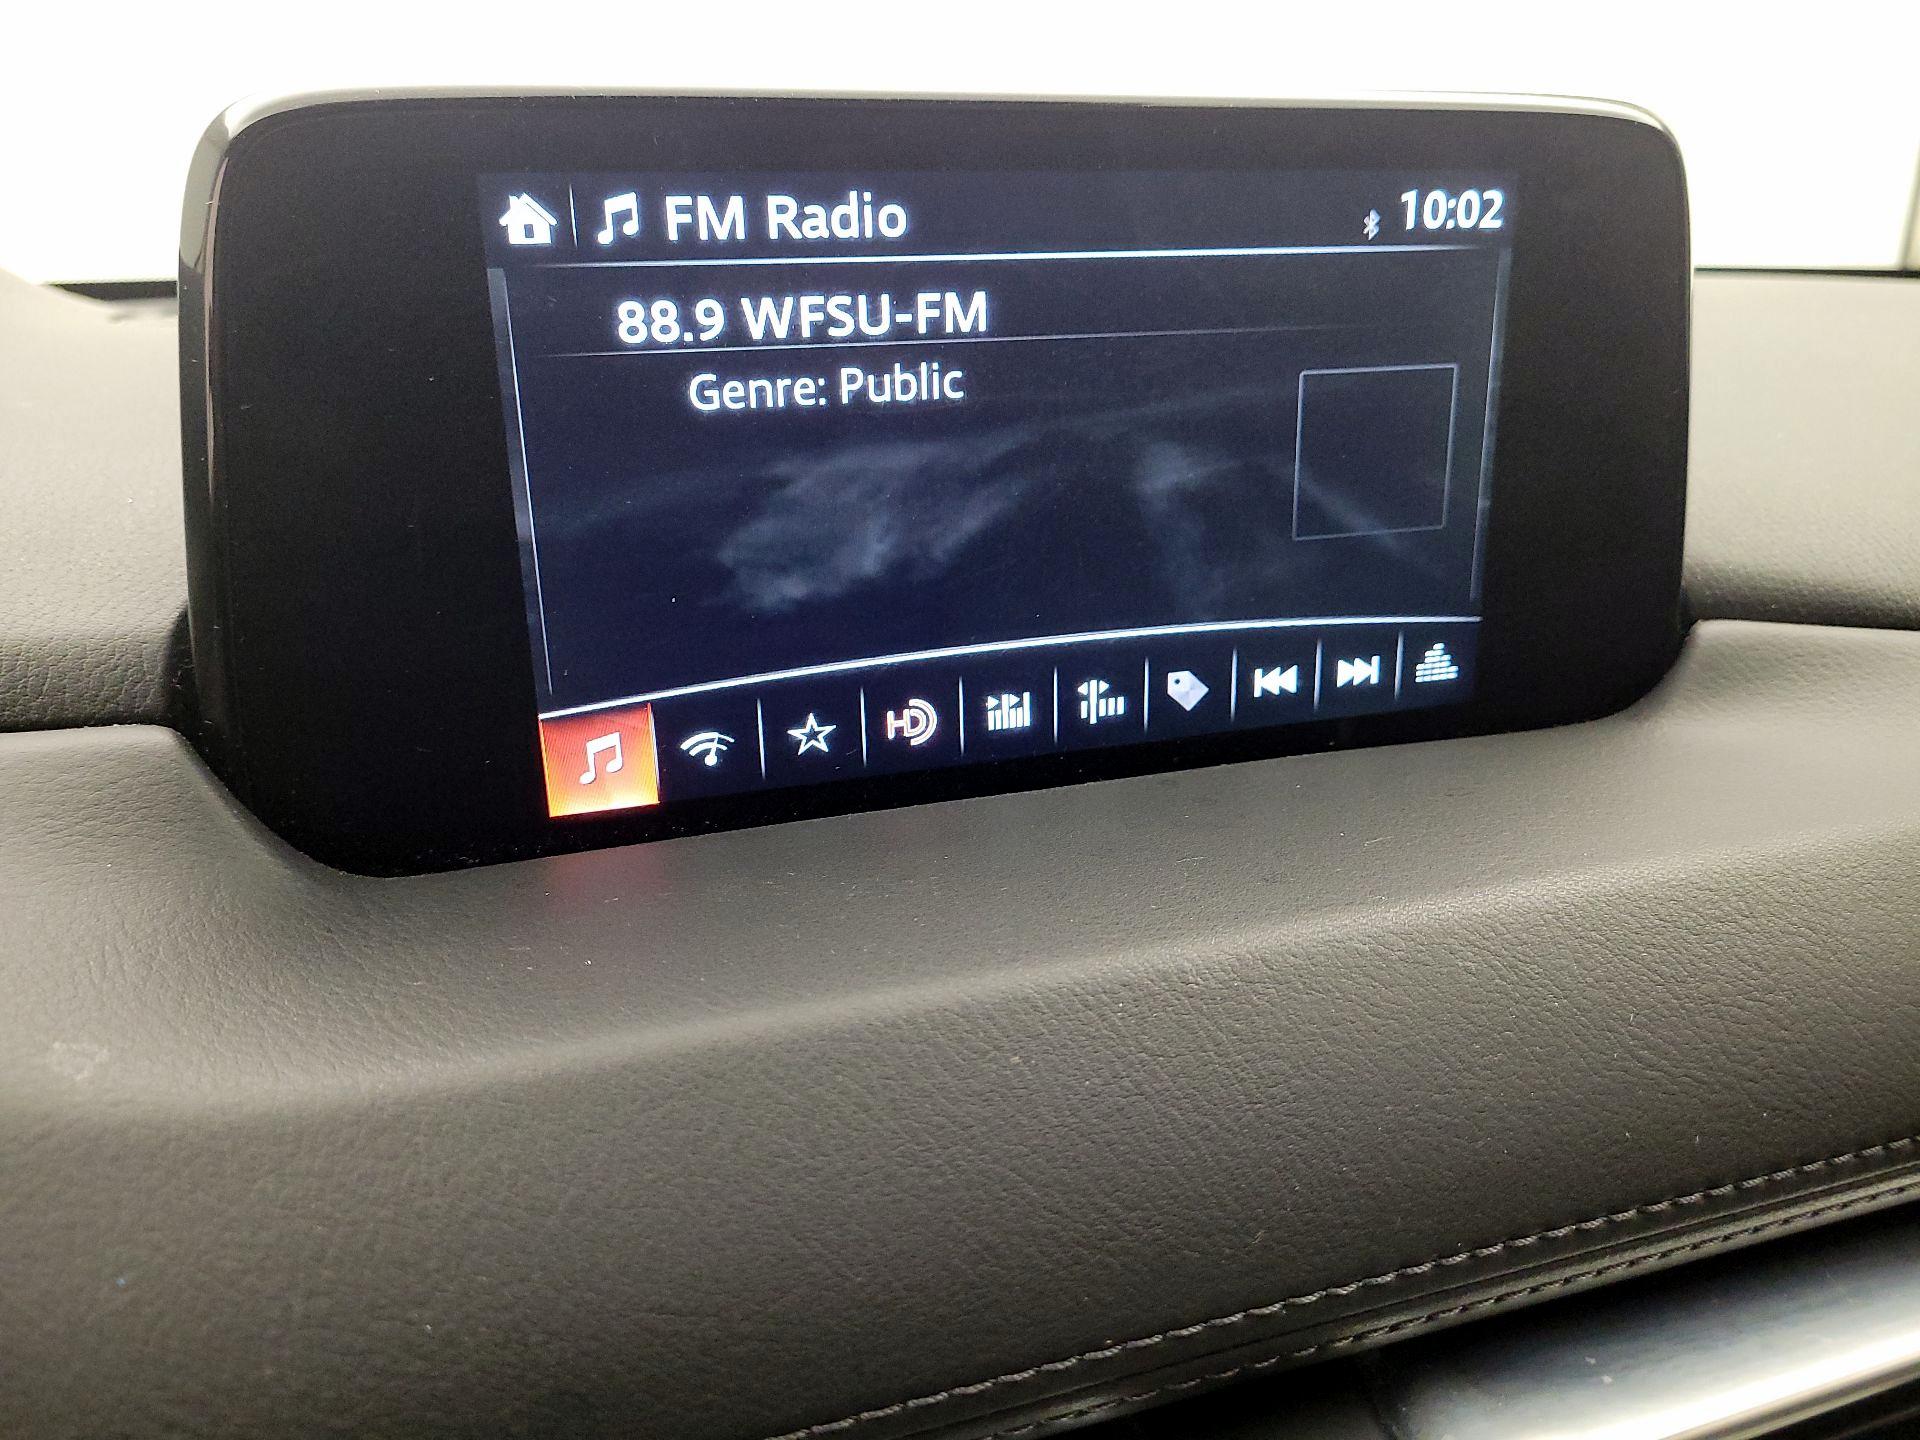 FM Radio
10:02
88.9 WFSU-FM
Genre: Public
HD